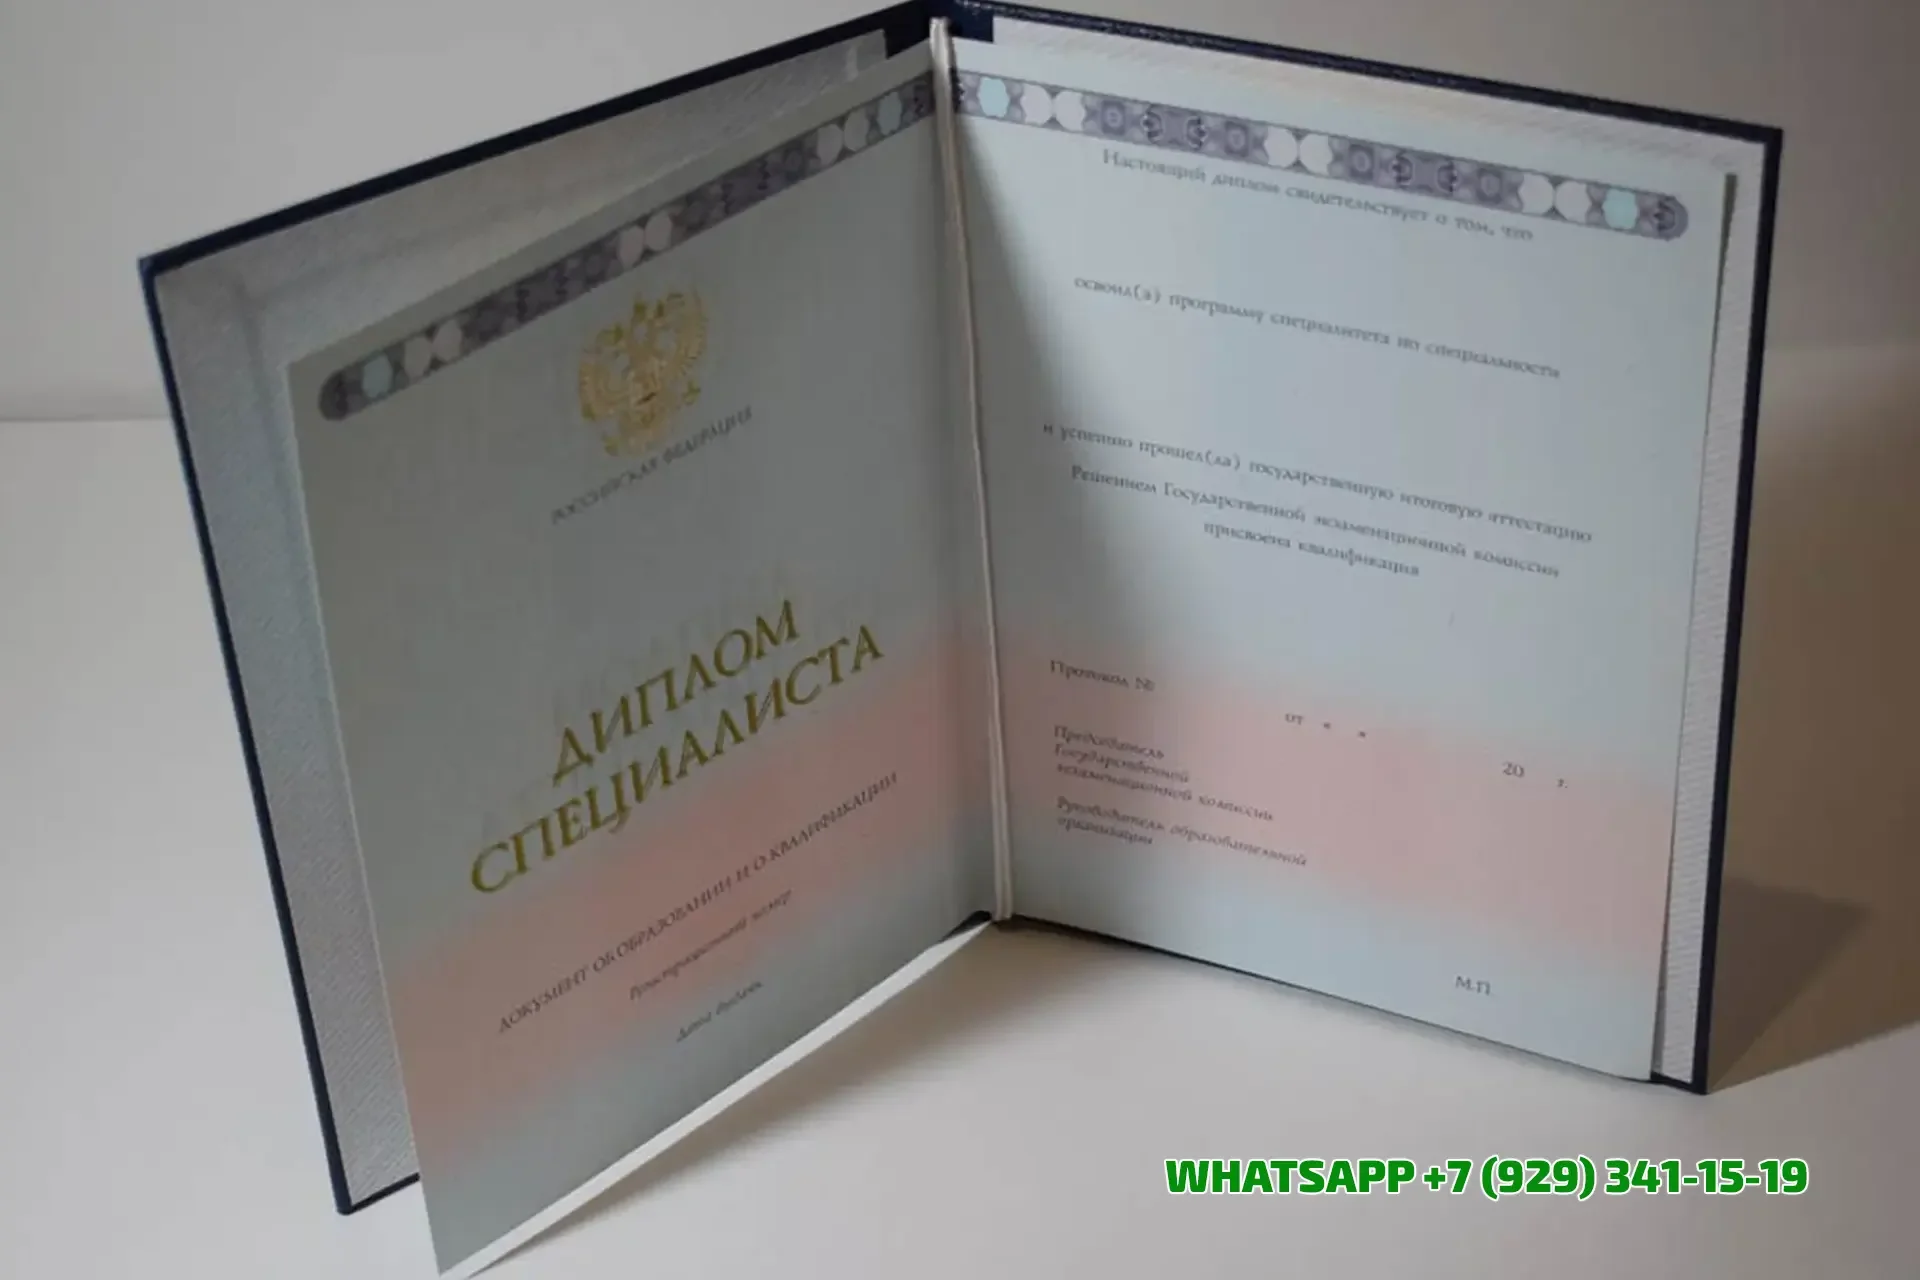 РОССИЙСКАЯ ФЕДЕРАЦИЯ
ДИПЛОМ
СПЕЦИАЛИСТА
ДОКУМЕНТ ОБ ОБРАЗОВАНИИ И О КВАЛИФИКАЦИИ
Регистрационный номер
Дата выдачи
Настоящий диплом свидетельствует о том, что
освоил(а) программу специалитета по специальности
и успешно прошел(ла) государственную итоговую аттестацию
Решением Государственной экзаменационной комиссии
присвоена квалификация
Протокол №
от « »
20 г.
Председатель
Государственной
экзаменационной комиссии
Руководитель образовательной
организации
М.П.
WHATSAPP +7 (929) 341-15-19